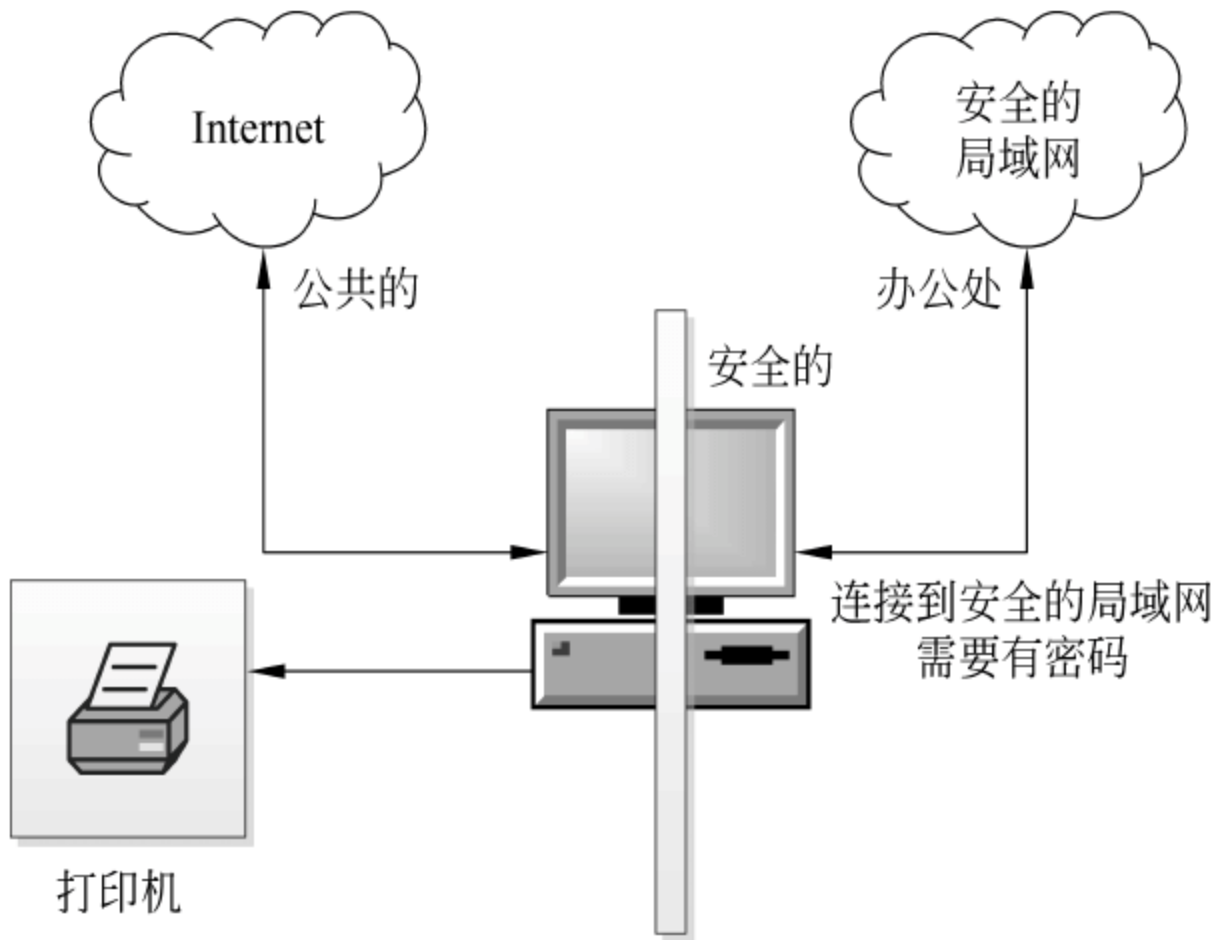 Internet
安全的
局域网
公共的
办公处
安全的
连接到安全的局域网
需要有密码
打印机